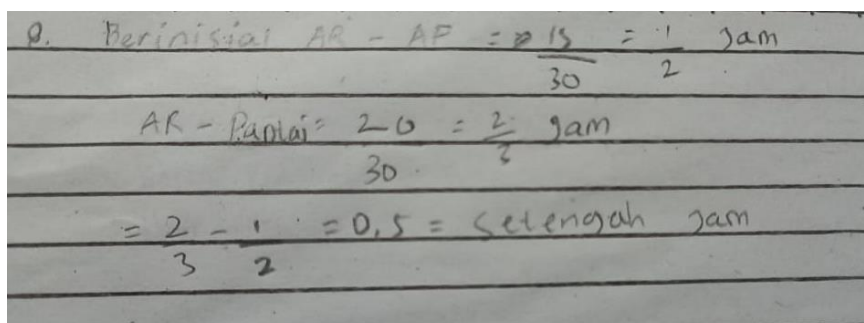 8. Berinisial AR - AP = 15/30 = 1/2 Jam
AR - Pantai = 20/30 = 2/3 Jam
= 2/3 - 1/2 = 0,5 = Setengah Jam